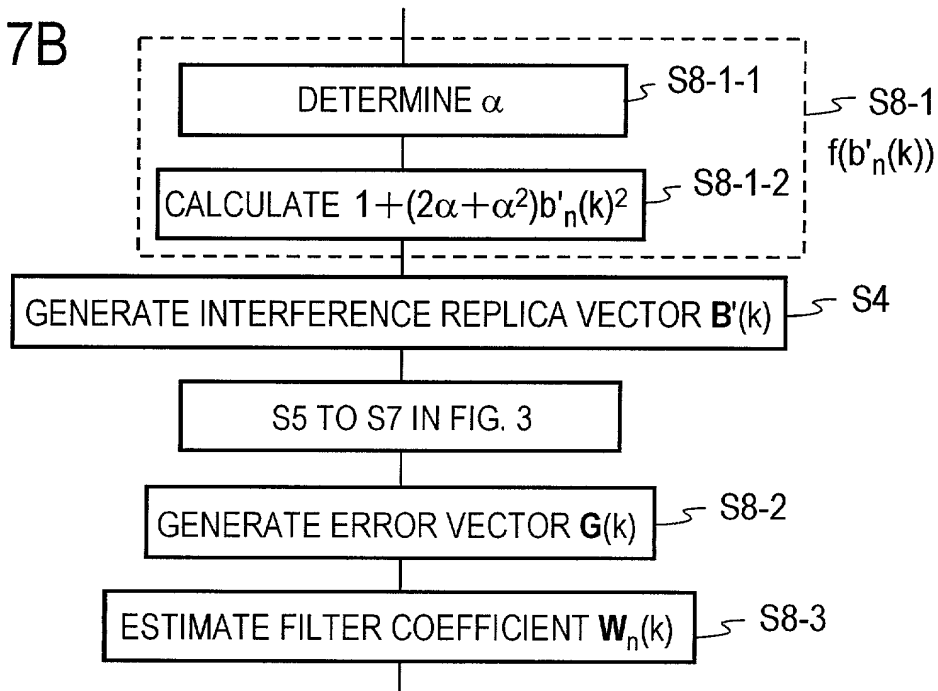 7B
DETERMINE α
S8-1-1
S8-1
f(b'ₙ(k))
CALCULATE 1+(2α+α²)b'ₙ(k)²
S8-1-2
GENERATE INTERFERENCE REPLICA VECTOR B'(k)
S4
S5 TO S7 IN FIG. 3
GENERATE ERROR VECTOR G(k)
S8-2
ESTIMATE FILTER COEFFICIENT Wₙ(k)
S8-3